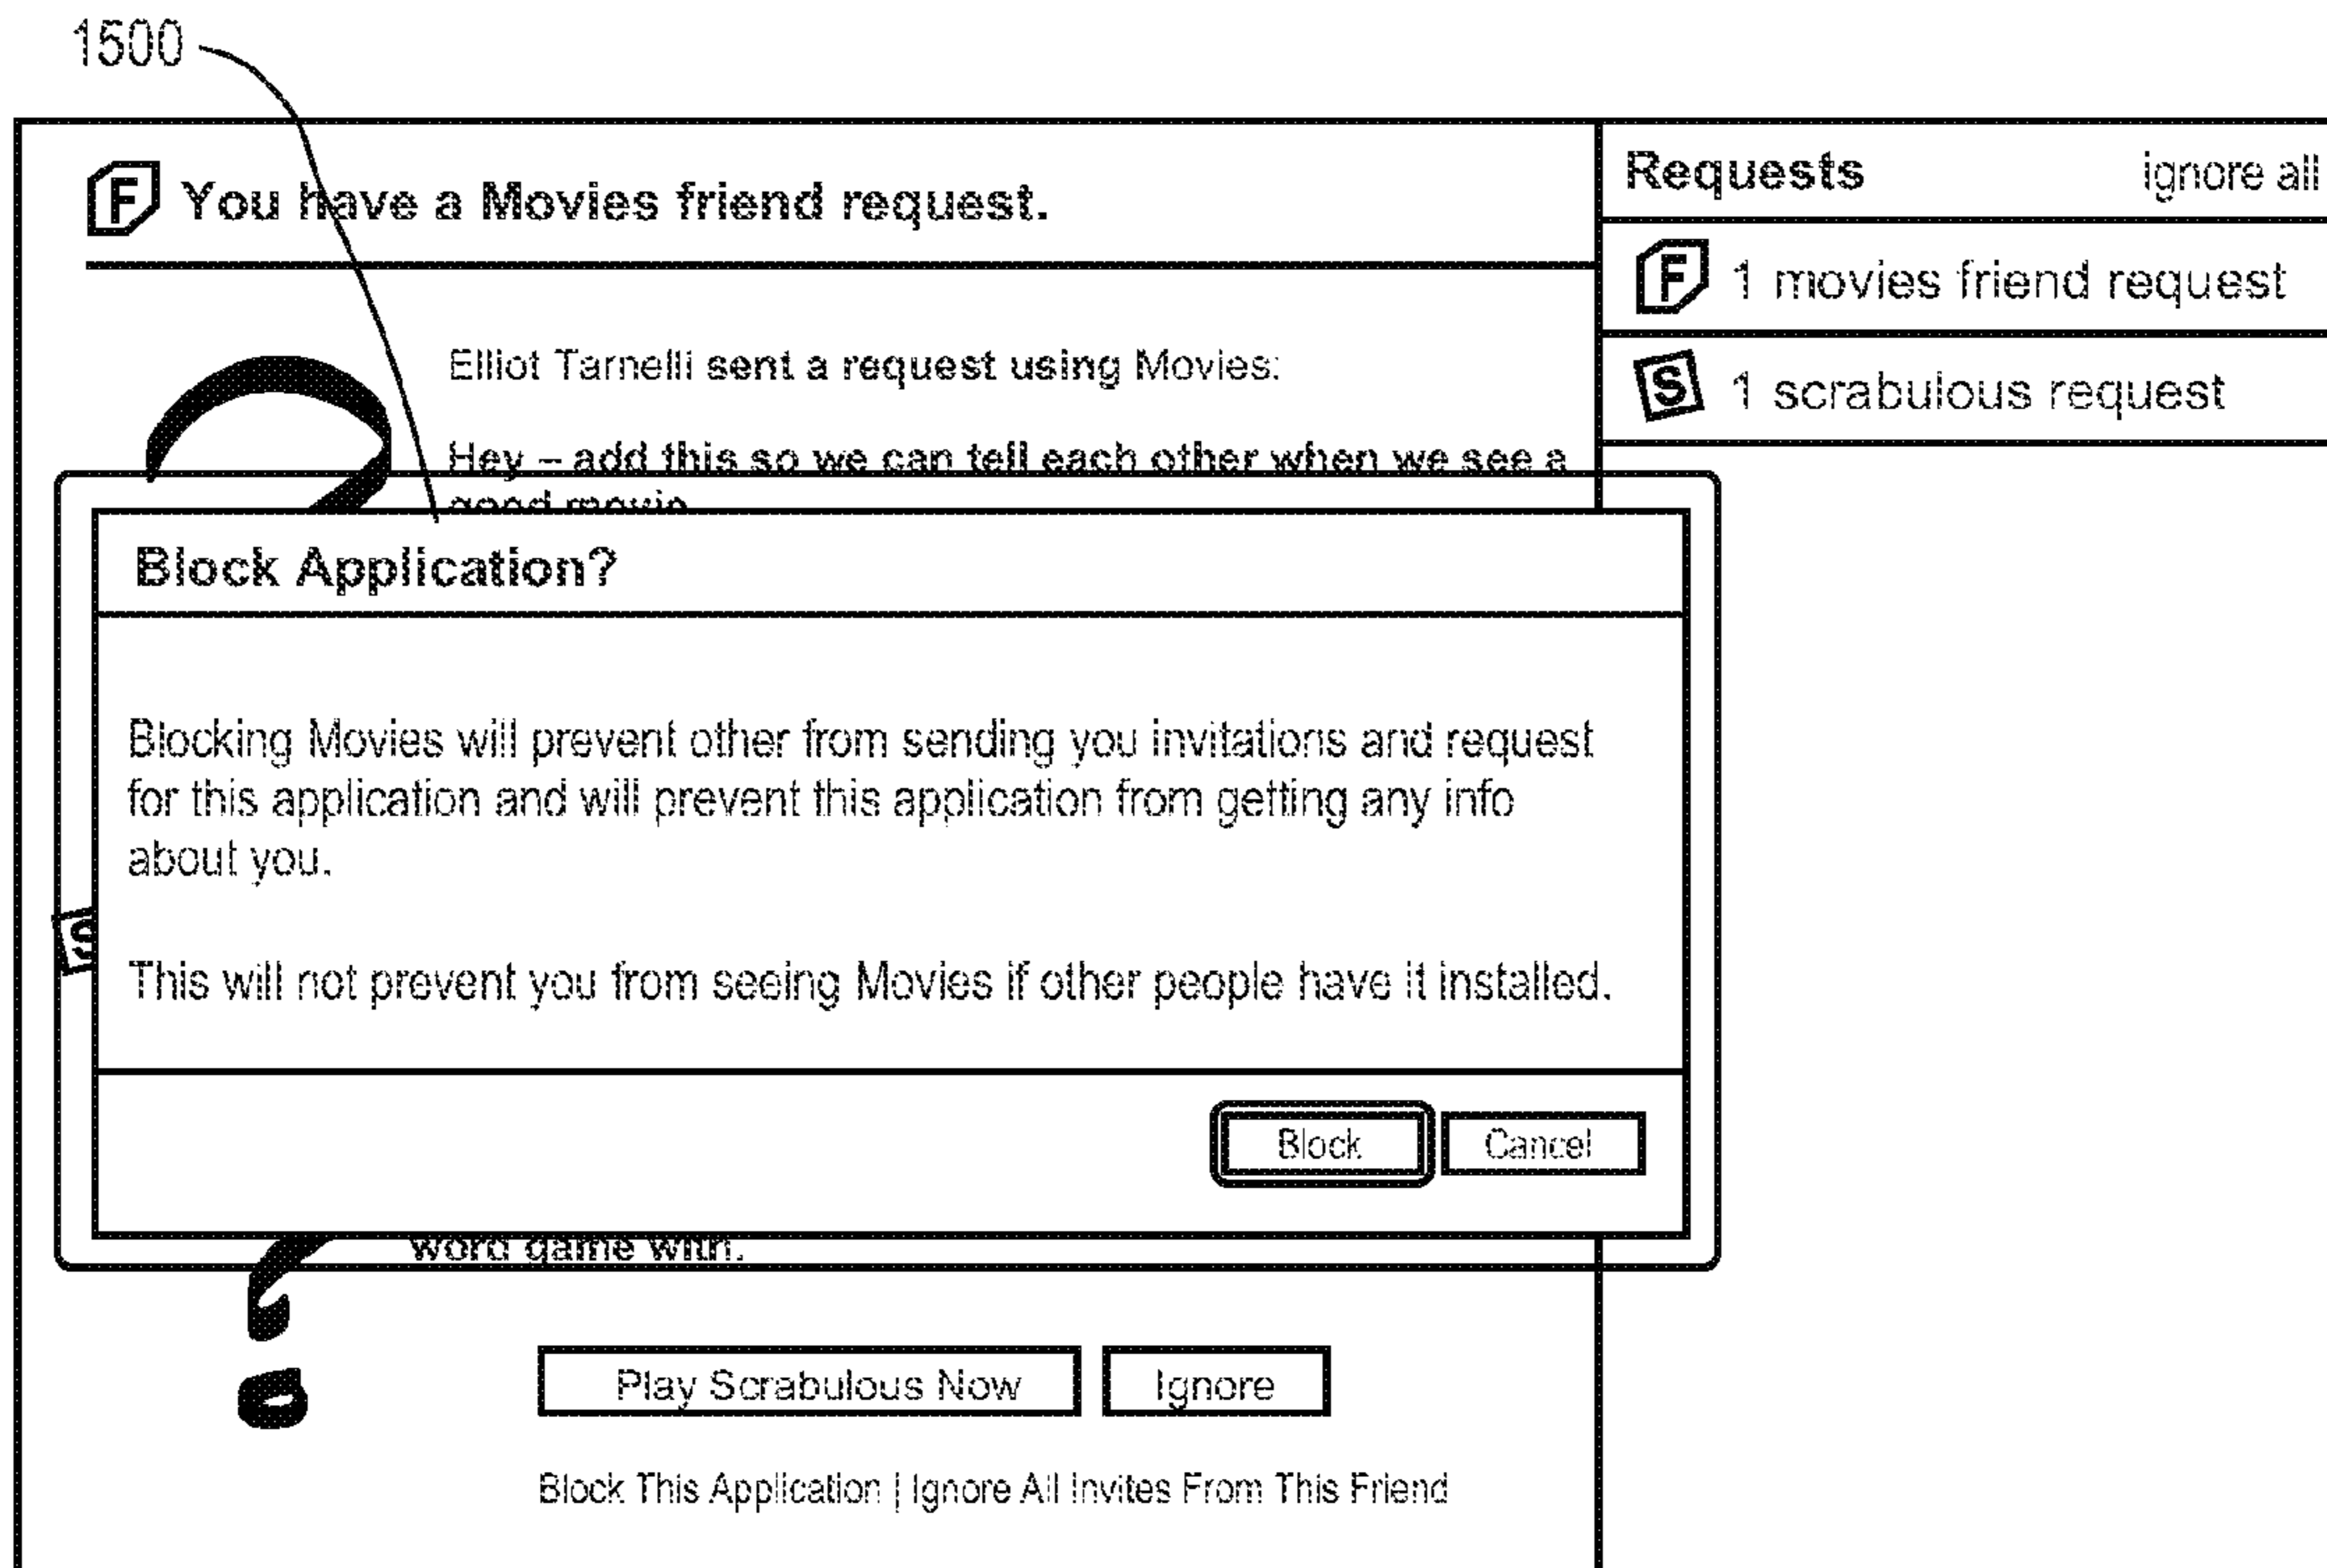 1500
F You have a Movies friend request.
Requests ignore all
F 1 movies friend request
S 1 scrabulous request
Elliot Tarnelli sent a request using Movies:
Hey – add this so we can tell each other when we see a
good movie
Block Application?
Blocking Movies will prevent other from sending you invitations and request
for this application and will prevent this application from getting any info
about you.
S
This will not prevent you from seeing Movies if other people have it installed.
Block Cancel
word game with.
Play Scrabulous Now Ignore
Block This Application | Ignore All Invites From This Friend